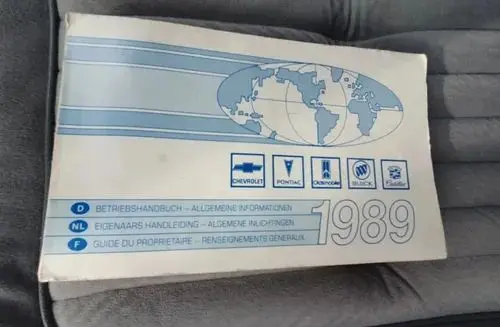 CHEVROLET PONTIAC Oldsmobile BUICK Cadillac
D BETRIEBSHANDBUCH – ALLGEMEINE INFORMATIONEN
NL EIGENAARS HANDLEIDING – ALGEMENE INLICHTINGEN
F GUIDE DU PROPRIETAIRE – RENSEIGNEMENTS GENERAUX
1989